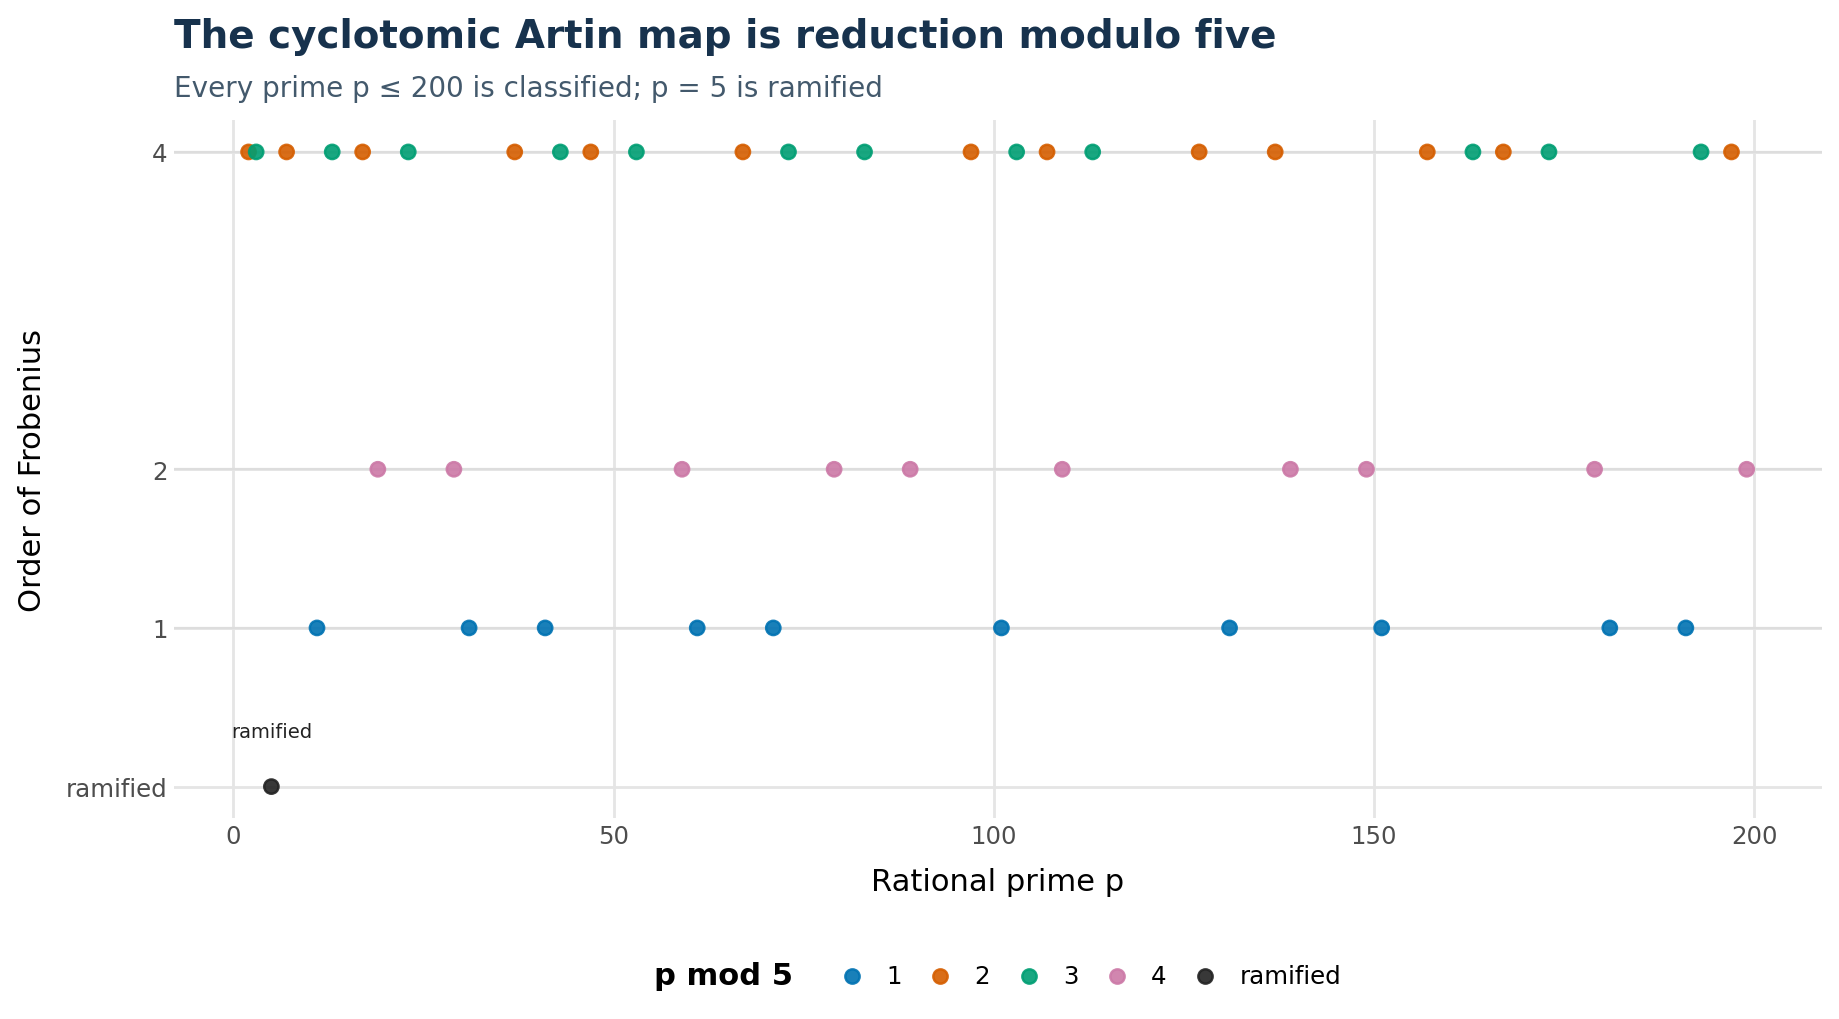 The cyclotomic Artin map is reduction modulo five
Every prime p ≤ 200 is classified; p = 5 is ramified
Order of Frobenius
4
2
1
ramified
ramified
0 50 100 150 200
Rational prime p
p mod 5 1 2 3 4 ramified